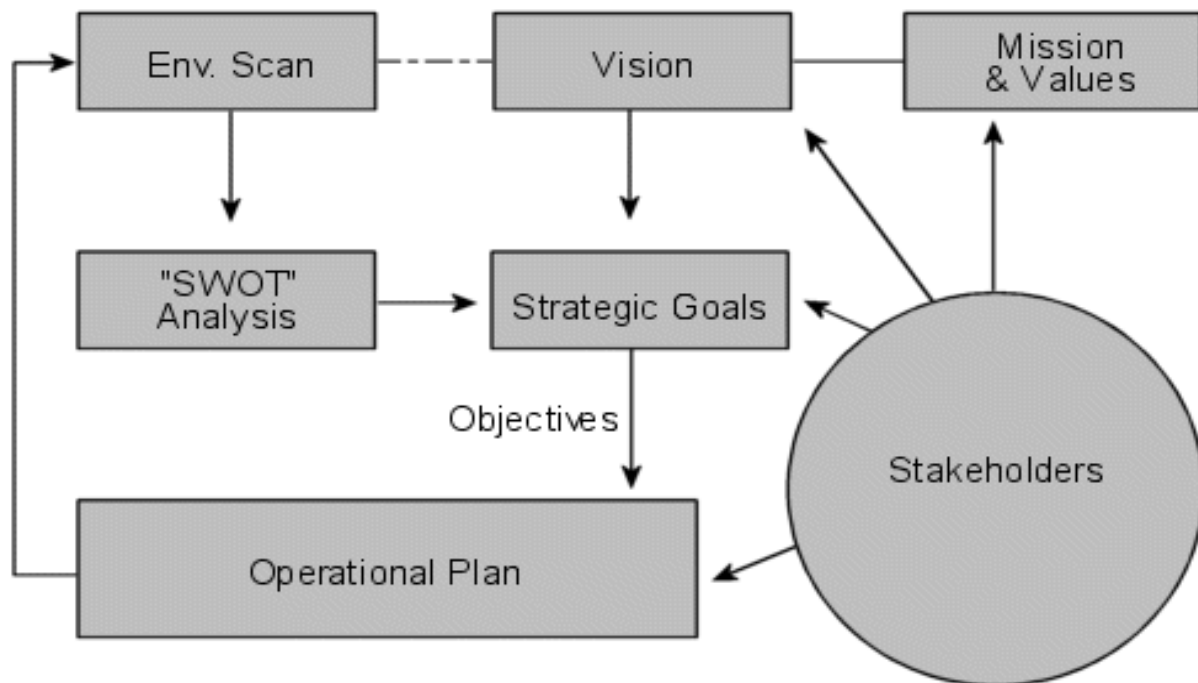 Env. Scan
Vision
Mission
& Values
"SWOT"
Analysis
Strategic Goals
Objectives
Stakeholders
Operational Plan